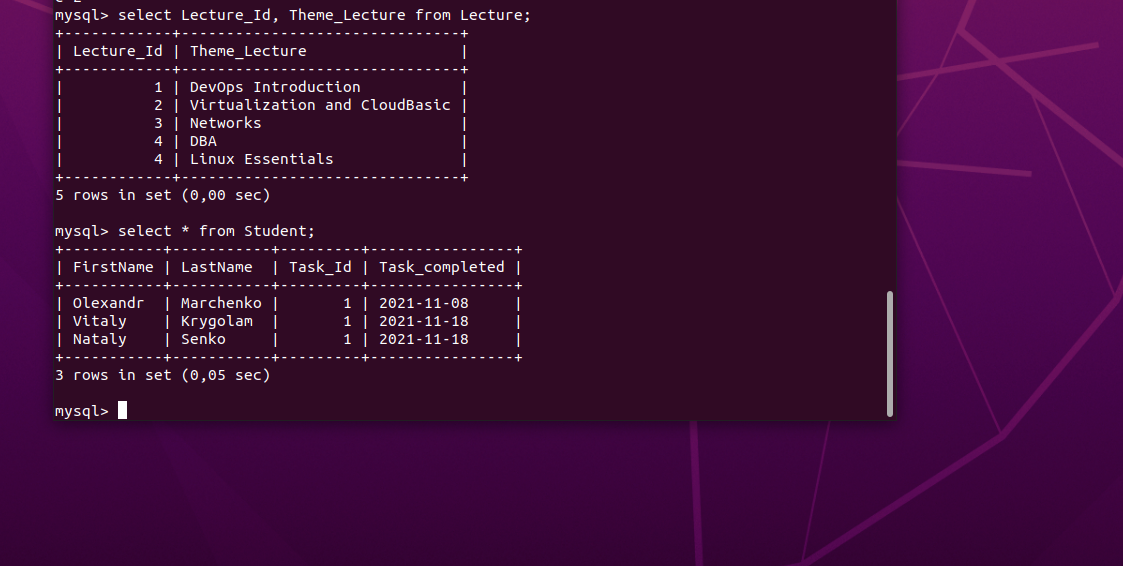 mysql> select Lecture_Id, Theme_Lecture from Lecture;
+------------+-------------------------------+
| Lecture_Id | Theme_Lecture                 |
+------------+-------------------------------+
|          1 | DevOps Introduction           |
|          2 | Virtualization and CloudBasic |
|          3 | Networks                      |
|          4 | DBA                           |
|          4 | Linux Essentials              |
+------------+-------------------------------+
5 rows in set (0,00 sec)

mysql> select * from Student;
+-----------+-----------+---------+----------------+
| FirstName | LastName  | Task_Id | Task_completed |
+-----------+-----------+---------+----------------+
| Olexandr  | Marchenko |       1 | 2021-11-08     |
| Vitaly    | Krygolam  |       1 | 2021-11-18     |
| Nataly    | Senko     |       1 | 2021-11-18     |
+-----------+-----------+---------+----------------+
3 rows in set (0,05 sec)

mysql>